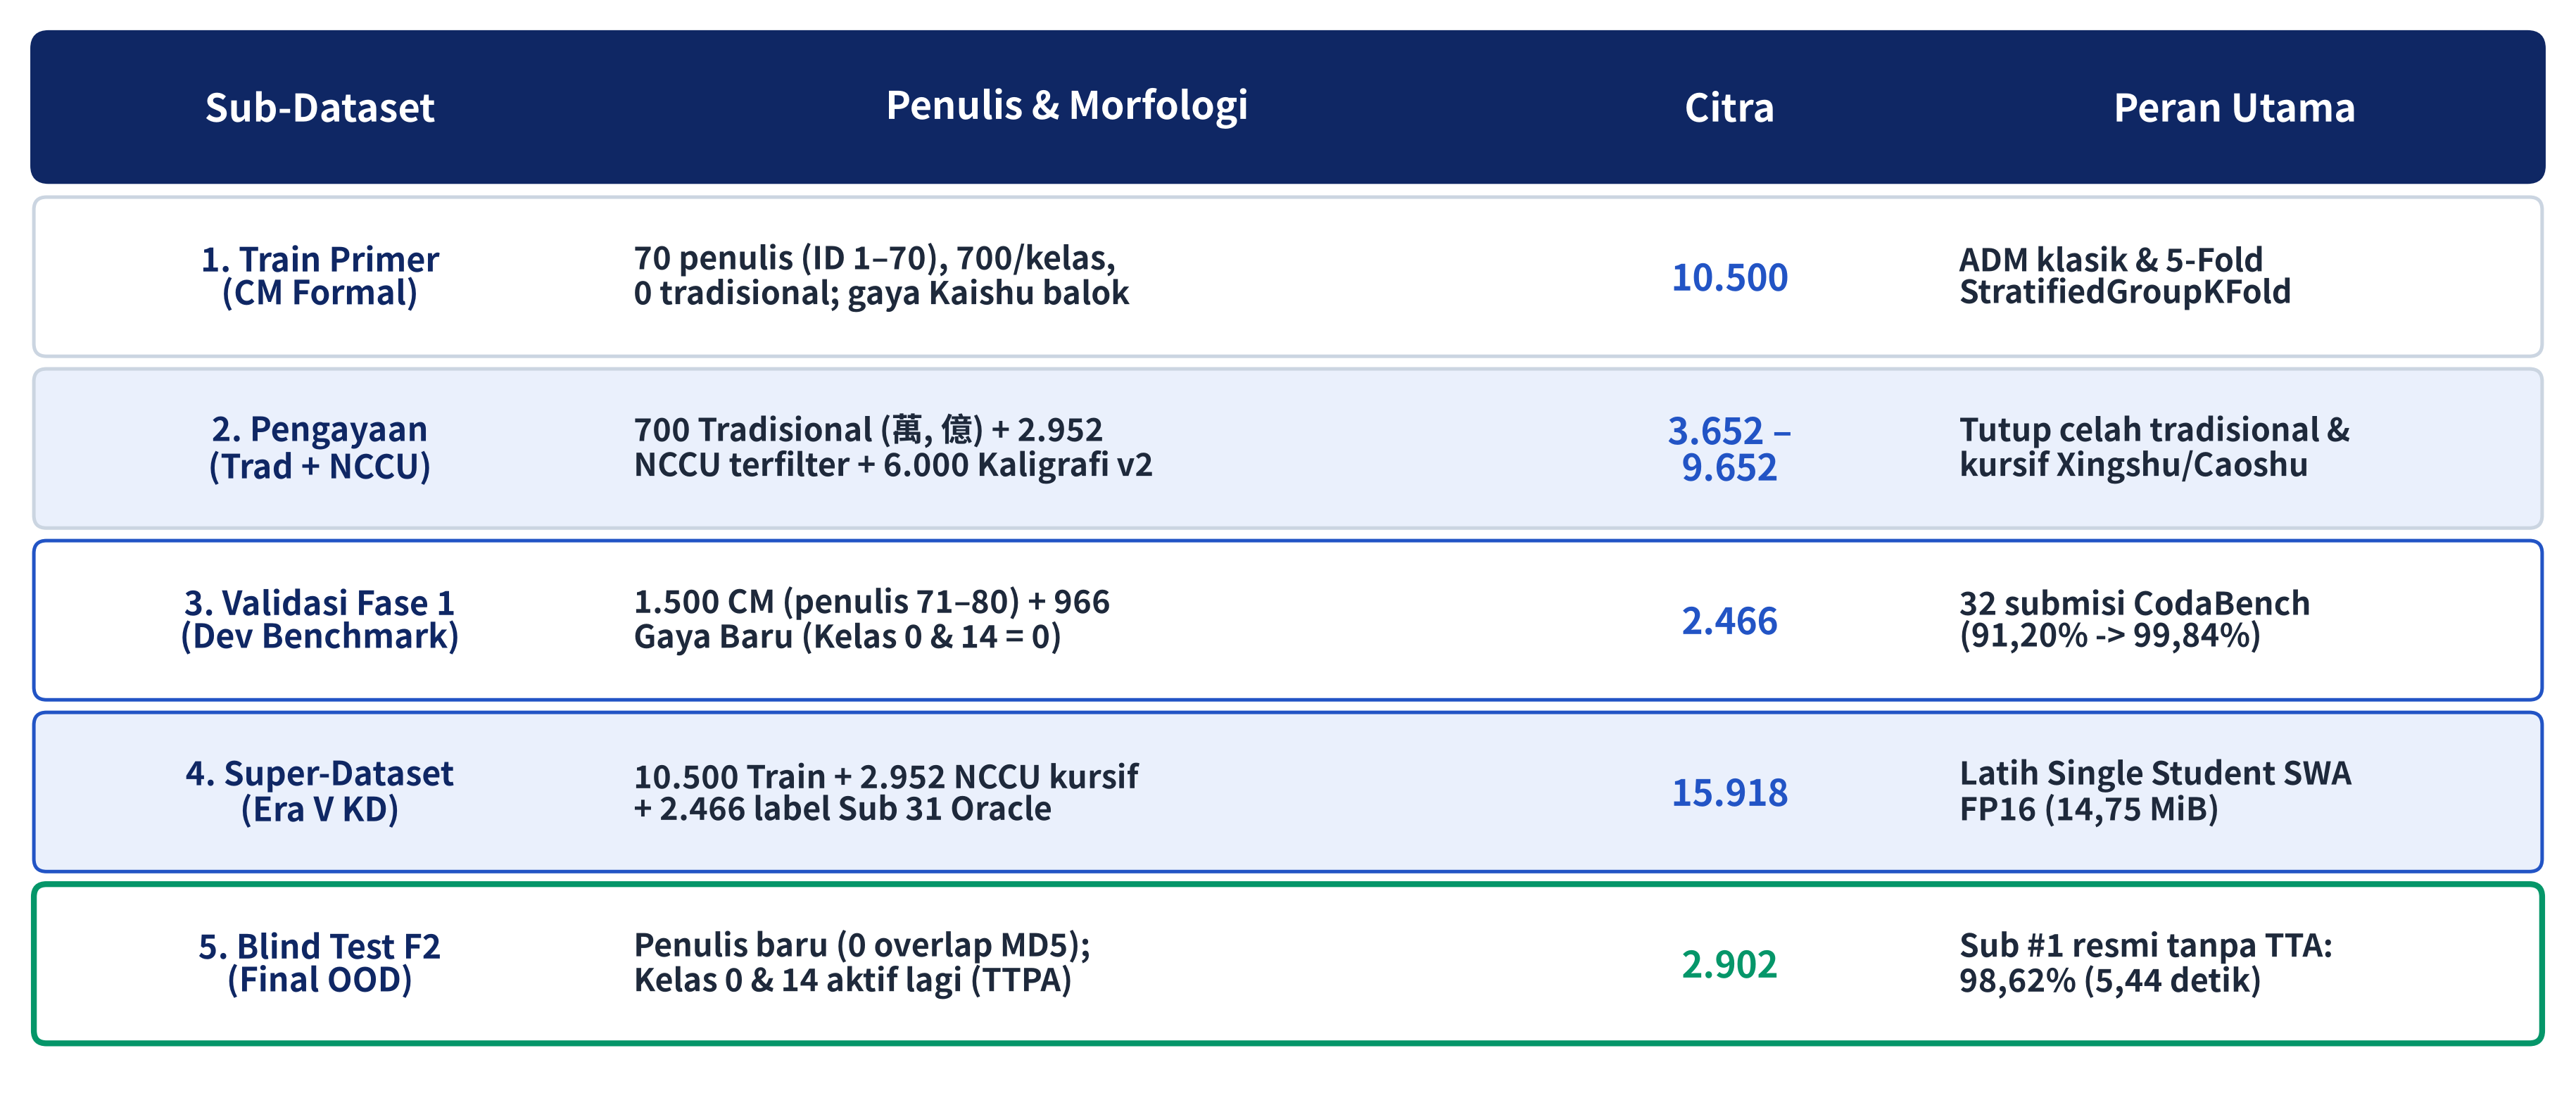 Sub-Dataset
Penulis & Morfologi
Citra
Peran Utama
1. Train Primer
(CM Formal)
70 penulis (ID 1–70), 700/kelas,
0 tradisional; gaya Kaishu balok
10.500
ADM klasik & 5-Fold
StratifiedGroupKFold
2. Pengayaan
(Trad + NCCU)
700 Tradisional (萬, 億) + 2.952
NCCU terfilter + 6.000 Kaligrafi v2
3.652 –
9.652
Tutup celah tradisional &
kursif Xingshu/Caoshu
3. Validasi Fase 1
(Dev Benchmark)
1.500 CM (penulis 71–80) + 966
Gaya Baru (Kelas 0 & 14 = 0)
2.466
32 submisi CodaBench
(91,20% -> 99,84%)
4. Super-Dataset
(Era V KD)
10.500 Train + 2.952 NCCU kursif
+ 2.466 label Sub 31 Oracle
15.918
Latih Single Student SWA
FP16 (14,75 MiB)
5. Blind Test F2
(Final OOD)
Penulis baru (0 overlap MD5);
Kelas 0 & 14 aktif lagi (TTPA)
2.902
Sub #1 resmi tanpa TTA:
98,62% (5,44 detik)